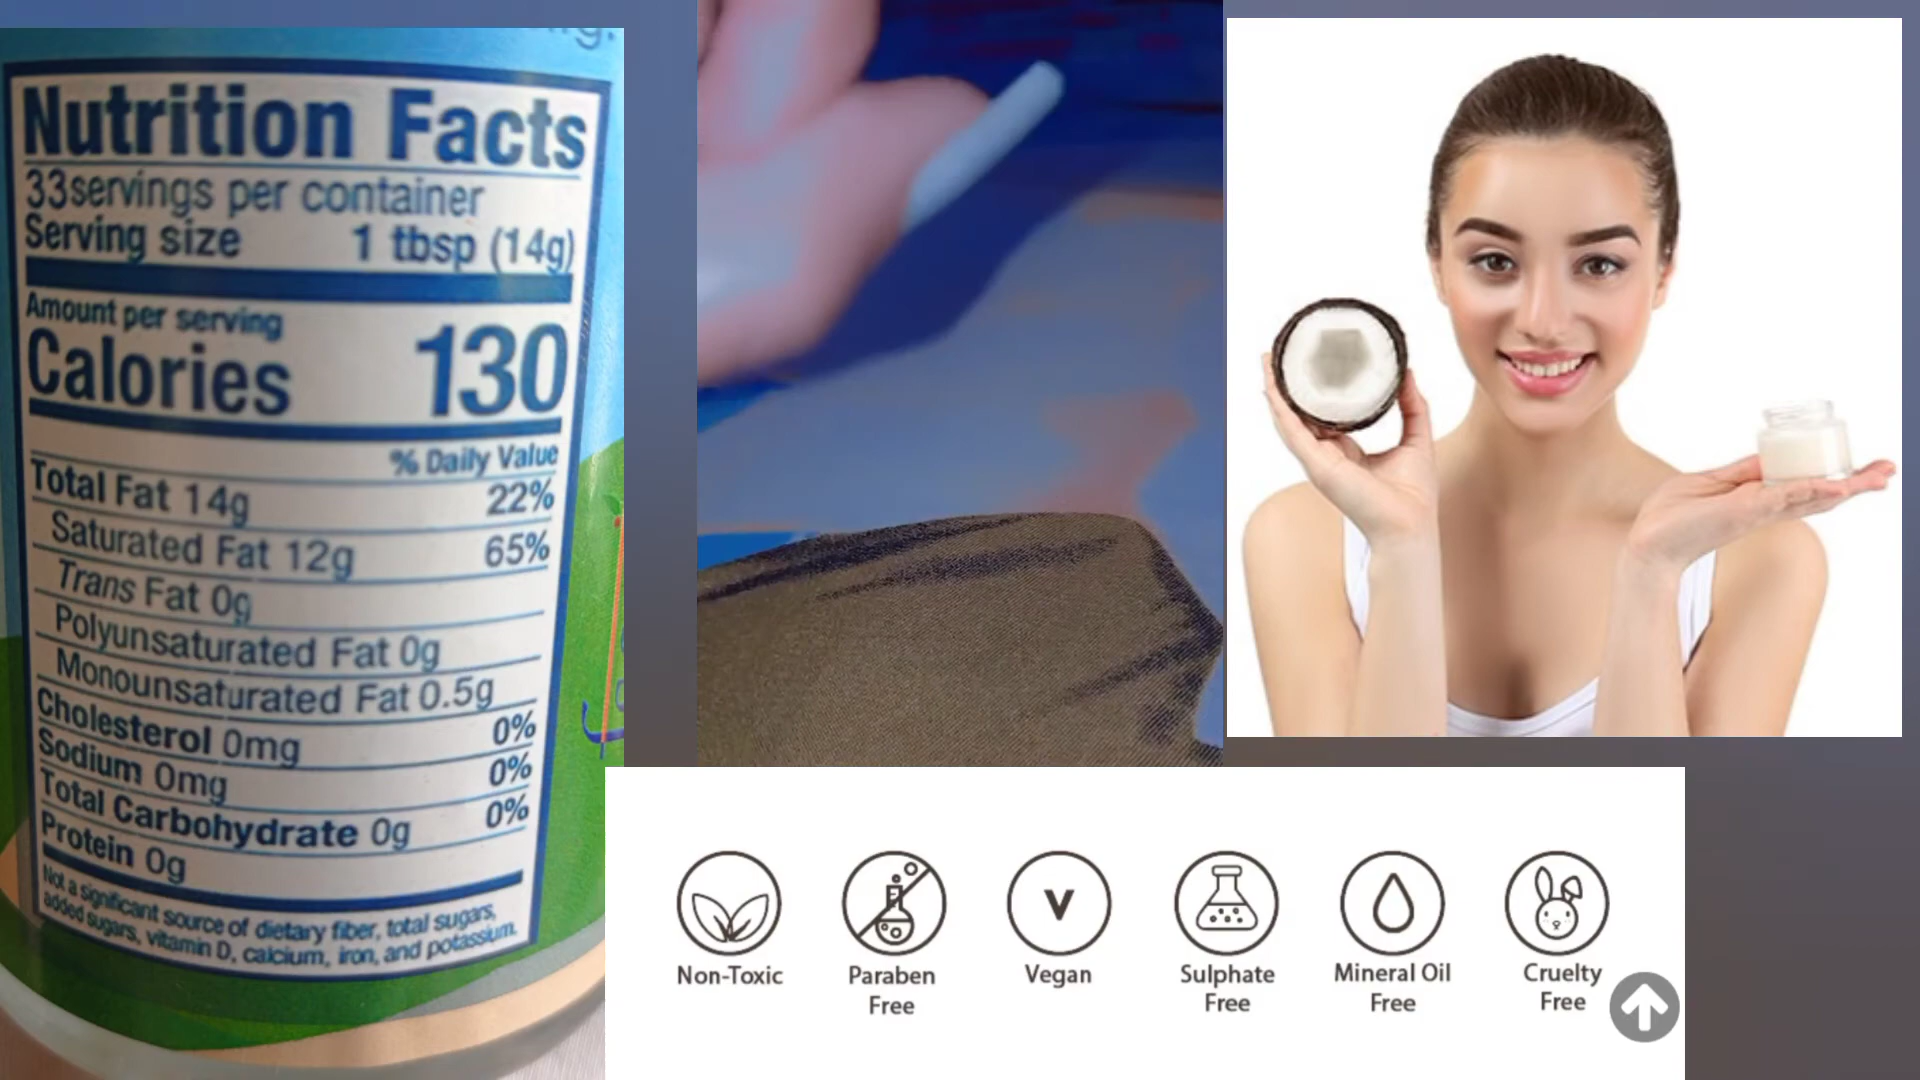 Nutrition Facts
33servings per container
Serving size 1 tbsp (14g)
Amount per serving
Calories 130
% Daily Value
Total Fat 14g 22%
Saturated Fat 12g 65%
Trans Fat 0g
Polyunsaturated Fat 0g
Monounsaturated Fat 0.5g
Cholesterol 0mg 0%
Sodium 0mg 0%
Total Carbohydrate 0g 0%
Protein 0g
Not a significant source of dietary fiber, total sugars,
added sugars, vitamin D, calcium, iron, and potassium.
V
Non-Toxic
Paraben
Free
Vegan
Sulphate
Free
Mineral Oil
Free
Cruelty
Free